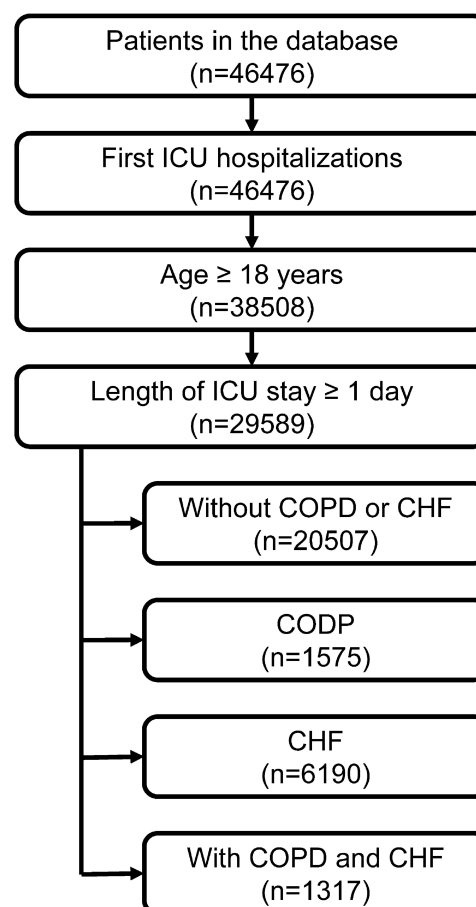 Patients in the database
(n=46476)
First ICU hospitalizations
(n=46476)
Age ≥ 18 years
(n=38508)
Length of ICU stay ≥ 1 day
(n=29589)
Without COPD or CHF
(n=20507)
CODP
(n=1575)
CHF
(n=6190)
With COPD and CHF
(n=1317)